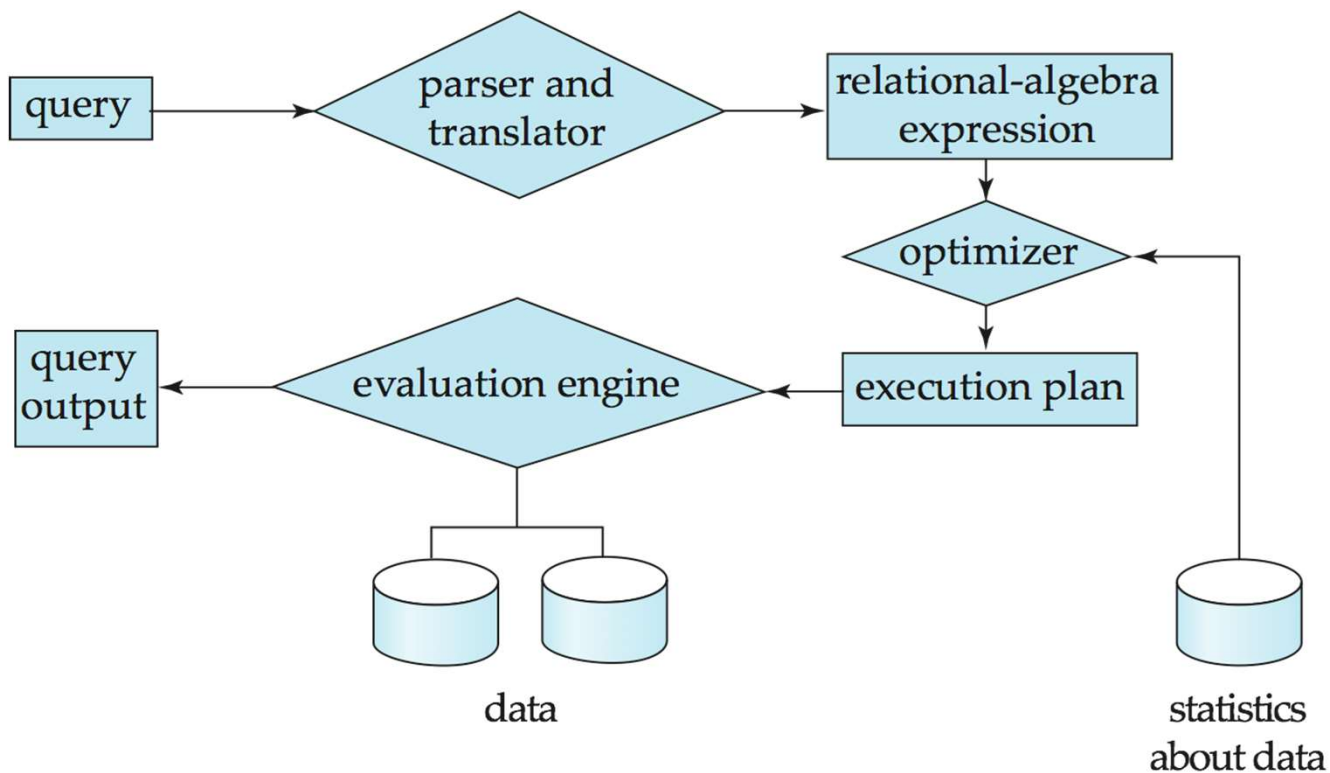 query
parser and
translator
relational-algebra
expression
optimizer
query
output
evaluation engine
execution plan
data
statistics
about data